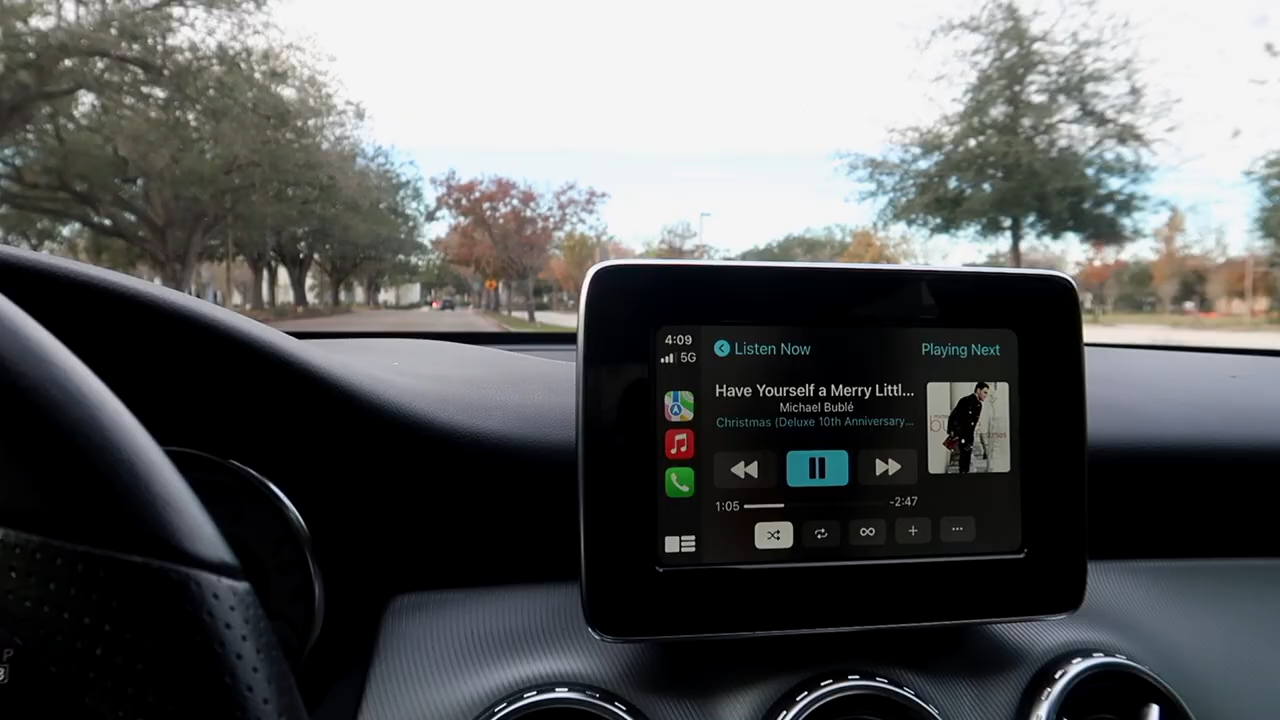 4:09
5G
Listen Now
Playing Next
Have Yourself a Merry Littl...
Michael Bublé
Christmas (Deluxe 10th Anniversary...
1:05
-2:47
P